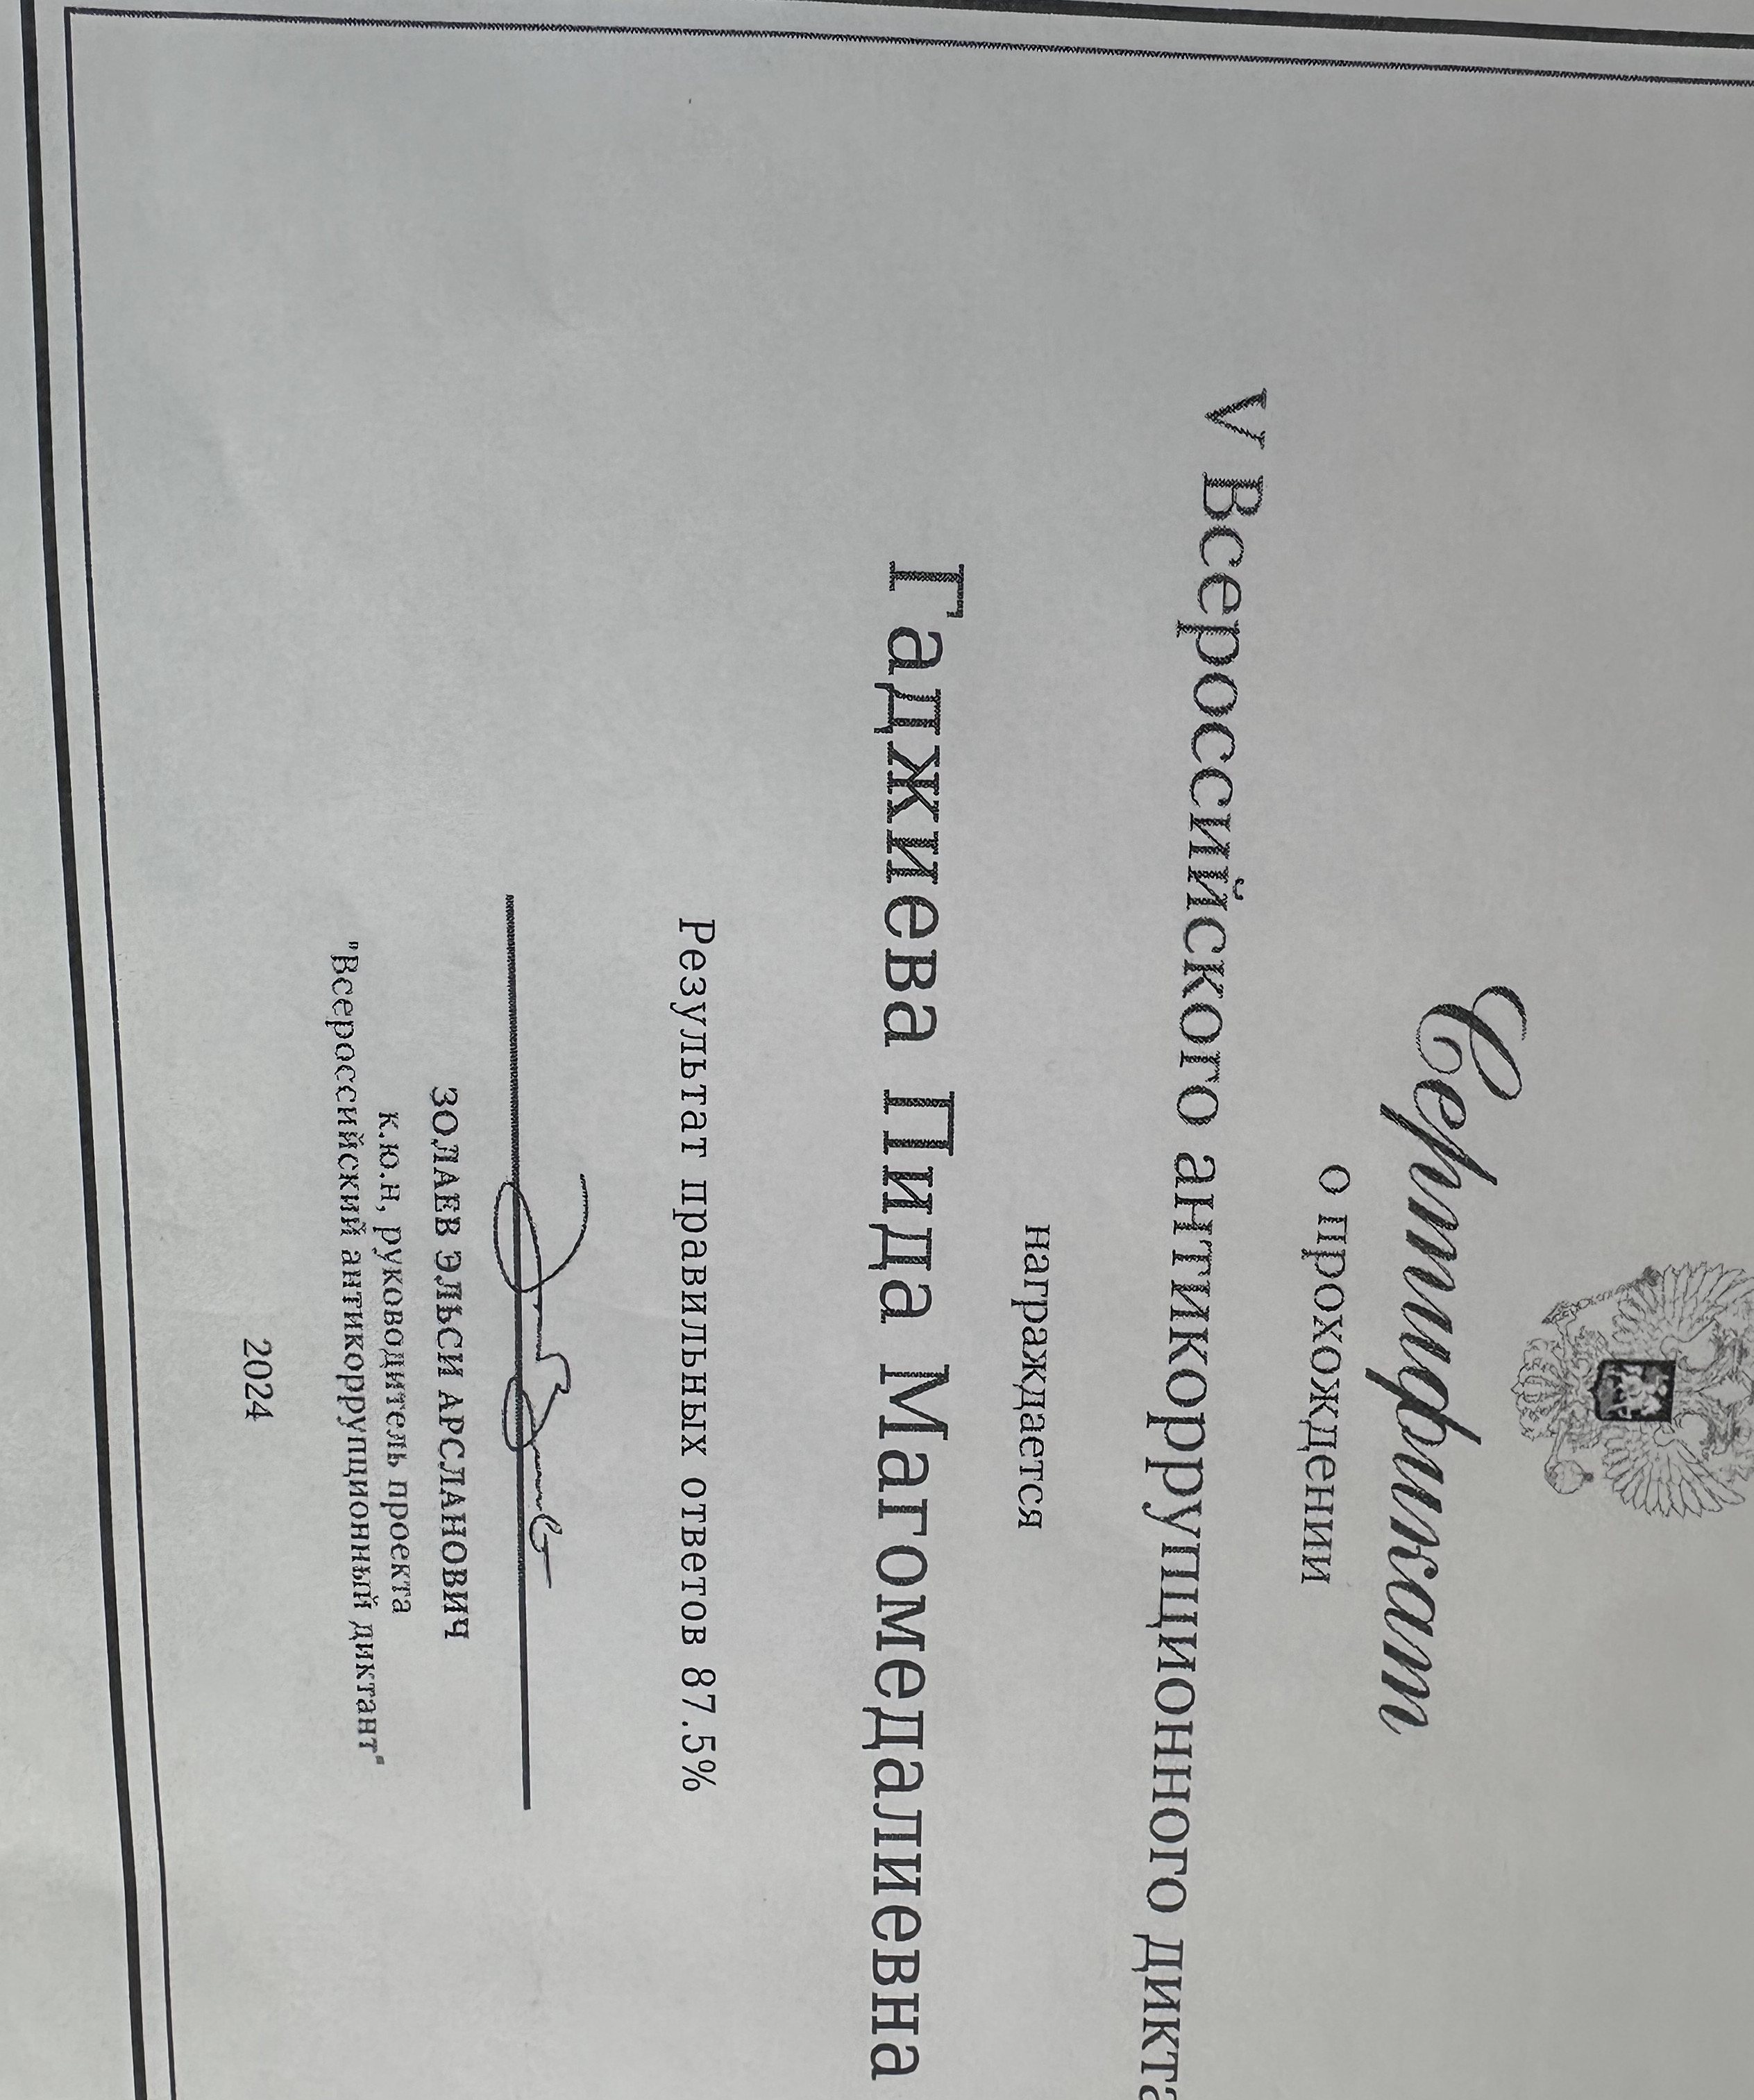 Сертификат
о прохождении
V Всероссийского антикоррупционного дикта
награждается
Гаджиева Пида Магомедалиевна
Результат правильных ответов 87.5%
ЗОЛАЕВ ЭЛЬСИ АРСЛАНОВИЧ
к.ю.н, руководитель проекта
"Всероссийский антикоррупционный диктант"
2024